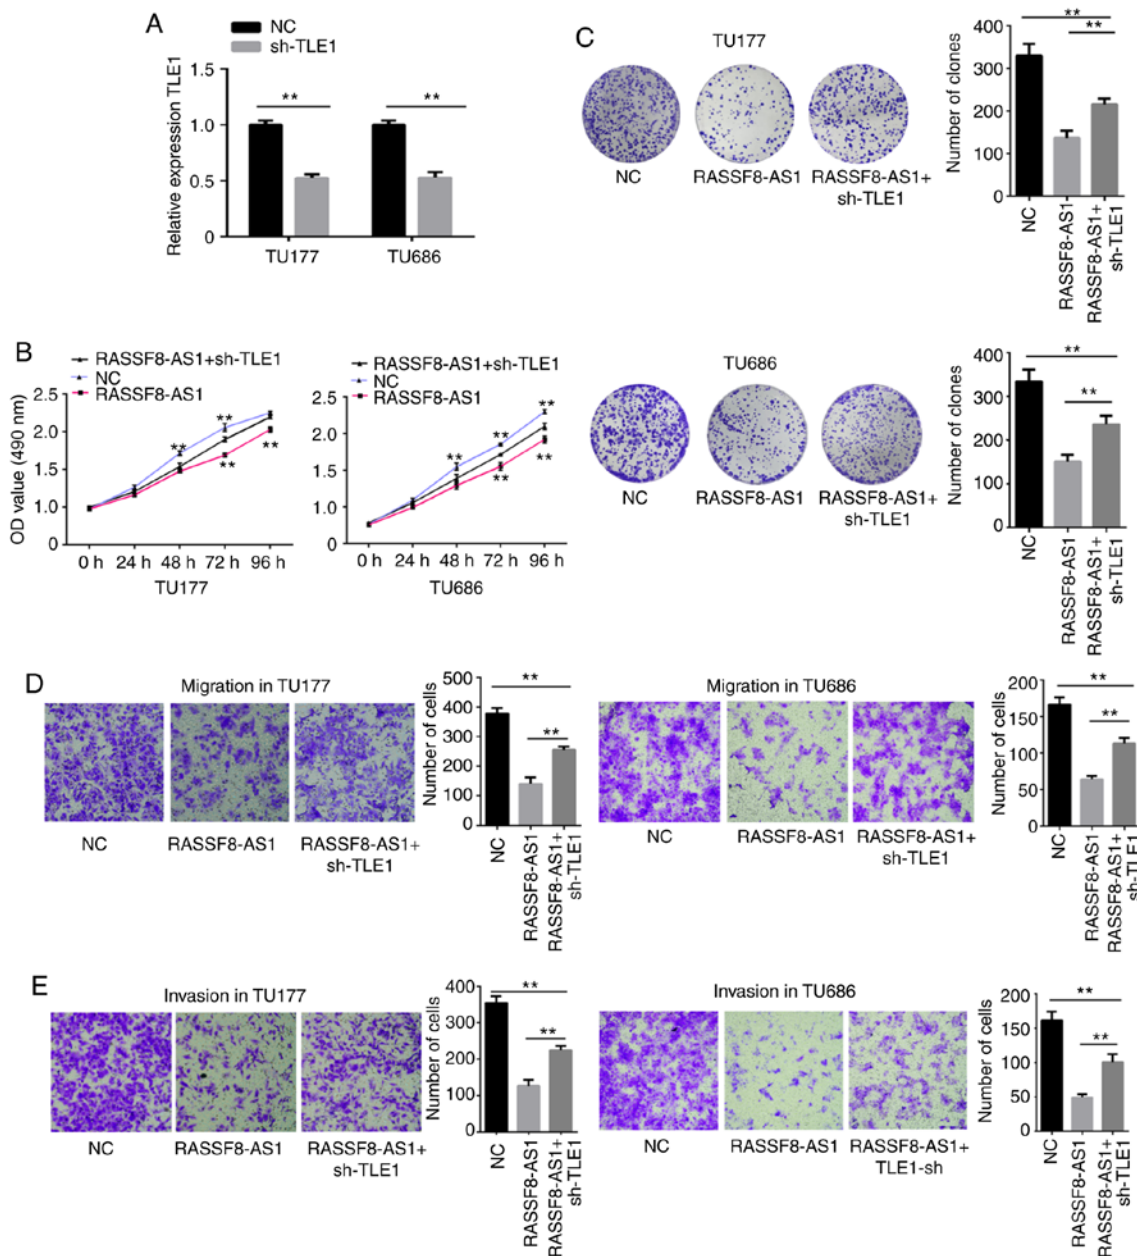 A
NC
sh-TLE1
Relative expression TLE1
1.5
1.0
0.5
0
**
**
TU177
TU686
B
RASSF8-AS1+sh-TLE1
NC
RASSF8-AS1
OD value (490 nm)
2.5
2.0
1.5
1.0
**
**
**
**
0 h
24 h
48 h
72 h
96 h
TU177
RASSF8-AS1+sh-TLE1
NC
RASSF8-AS1
2.5
2.0
1.5
1.0
0.5
**
**
**
**
**
0 h
24 h
48 h
72 h
96 h
TU686
C
TU177
NC
RASSF8-AS1
RASSF8-AS1+
sh-TLE1
Number of clones
400
300
200
100
0
**
**
NC
RASSF8-AS1
RASSF8-AS1+
sh-TLE1
TU686
NC
RASSF8-AS1
RASSF8-AS1+
sh-TLE1
Number of clones
400
300
200
100
0
**
**
NC
RASSF8-AS1
RASSF8-AS1+
sh-TLE1
D
Migration in TU177
NC
RASSF8-AS1
RASSF8-AS1+
sh-TLE1
Number of cells
500
400
300
200
100
0
**
**
NC
RASSF8-AS1
RASSF8-AS1+
sh-TLE1
Migration in TU686
NC
RASSF8-AS1
RASSF8-AS1+
sh-TLE1
Number of cells
200
150
100
50
0
**
**
NC
RASSF8-AS1
RASSF8-AS1+
sh-TLE1
E
Invasion in TU177
NC
RASSF8-AS1
RASSF8-AS1+
sh-TLE1
Number of cells
400
300
200
100
0
**
**
NC
RASSF8-AS1
RASSF8-AS1+
sh-TLE1
Invasion in TU686
NC
RASSF8-AS1
RASSF8-AS1+
TLE1-sh
Number of cells
200
150
100
50
0
**
**
NC
RASSF8-AS1
RASSF8-AS1+
sh-TLE1